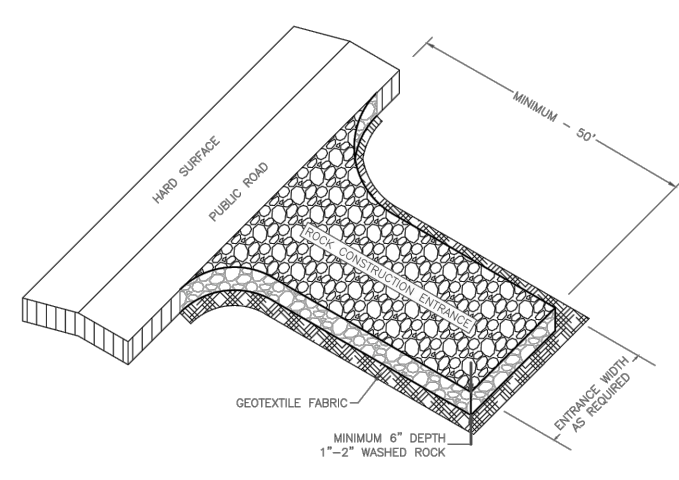 MINIMUM - 50'
HARD SURFACE
PUBLIC ROAD
ROCK CONSTRUCTION ENTRANCE
ENTRANCE WIDTH
AS REQUIRED
GEOTEXTILE FABRIC
MINIMUM 6" DEPTH
1"-2" WASHED ROCK